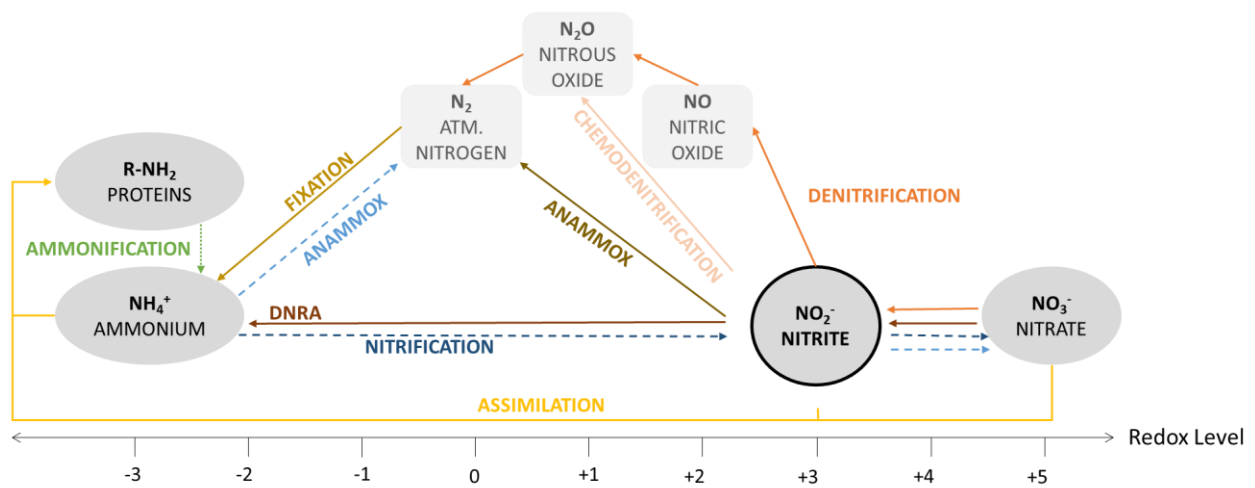 N₂O
NITROUS
OXIDE
N₂
ATM.
NITROGEN
NO
NITRIC
OXIDE
CHEMODENITRIFICATION
R-NH₂
PROTEINS
FIXATION
ANAMMOX
ANAMMOX
DENITRIFICATION
AMMONIFICATION
NH₄⁺
AMMONIUM
DNRA
NITRIFICATION
NO₂⁻
NITRITE
NO₃⁻
NITRATE
ASSIMILATION
Redox Level
-3 -2 -1 0 +1 +2 +3 +4 +5